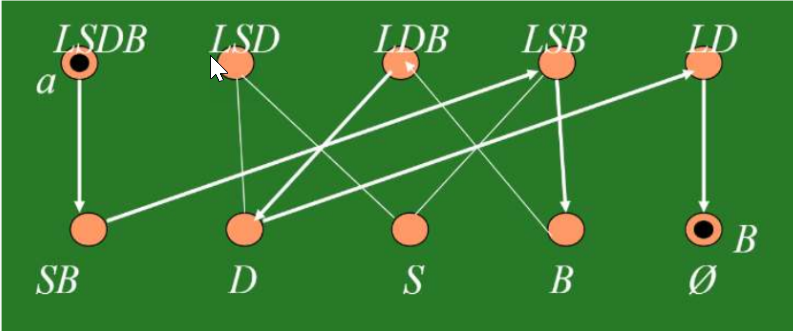 LSDB LSD LDB LSB LD
a
B
SB D S B Ø